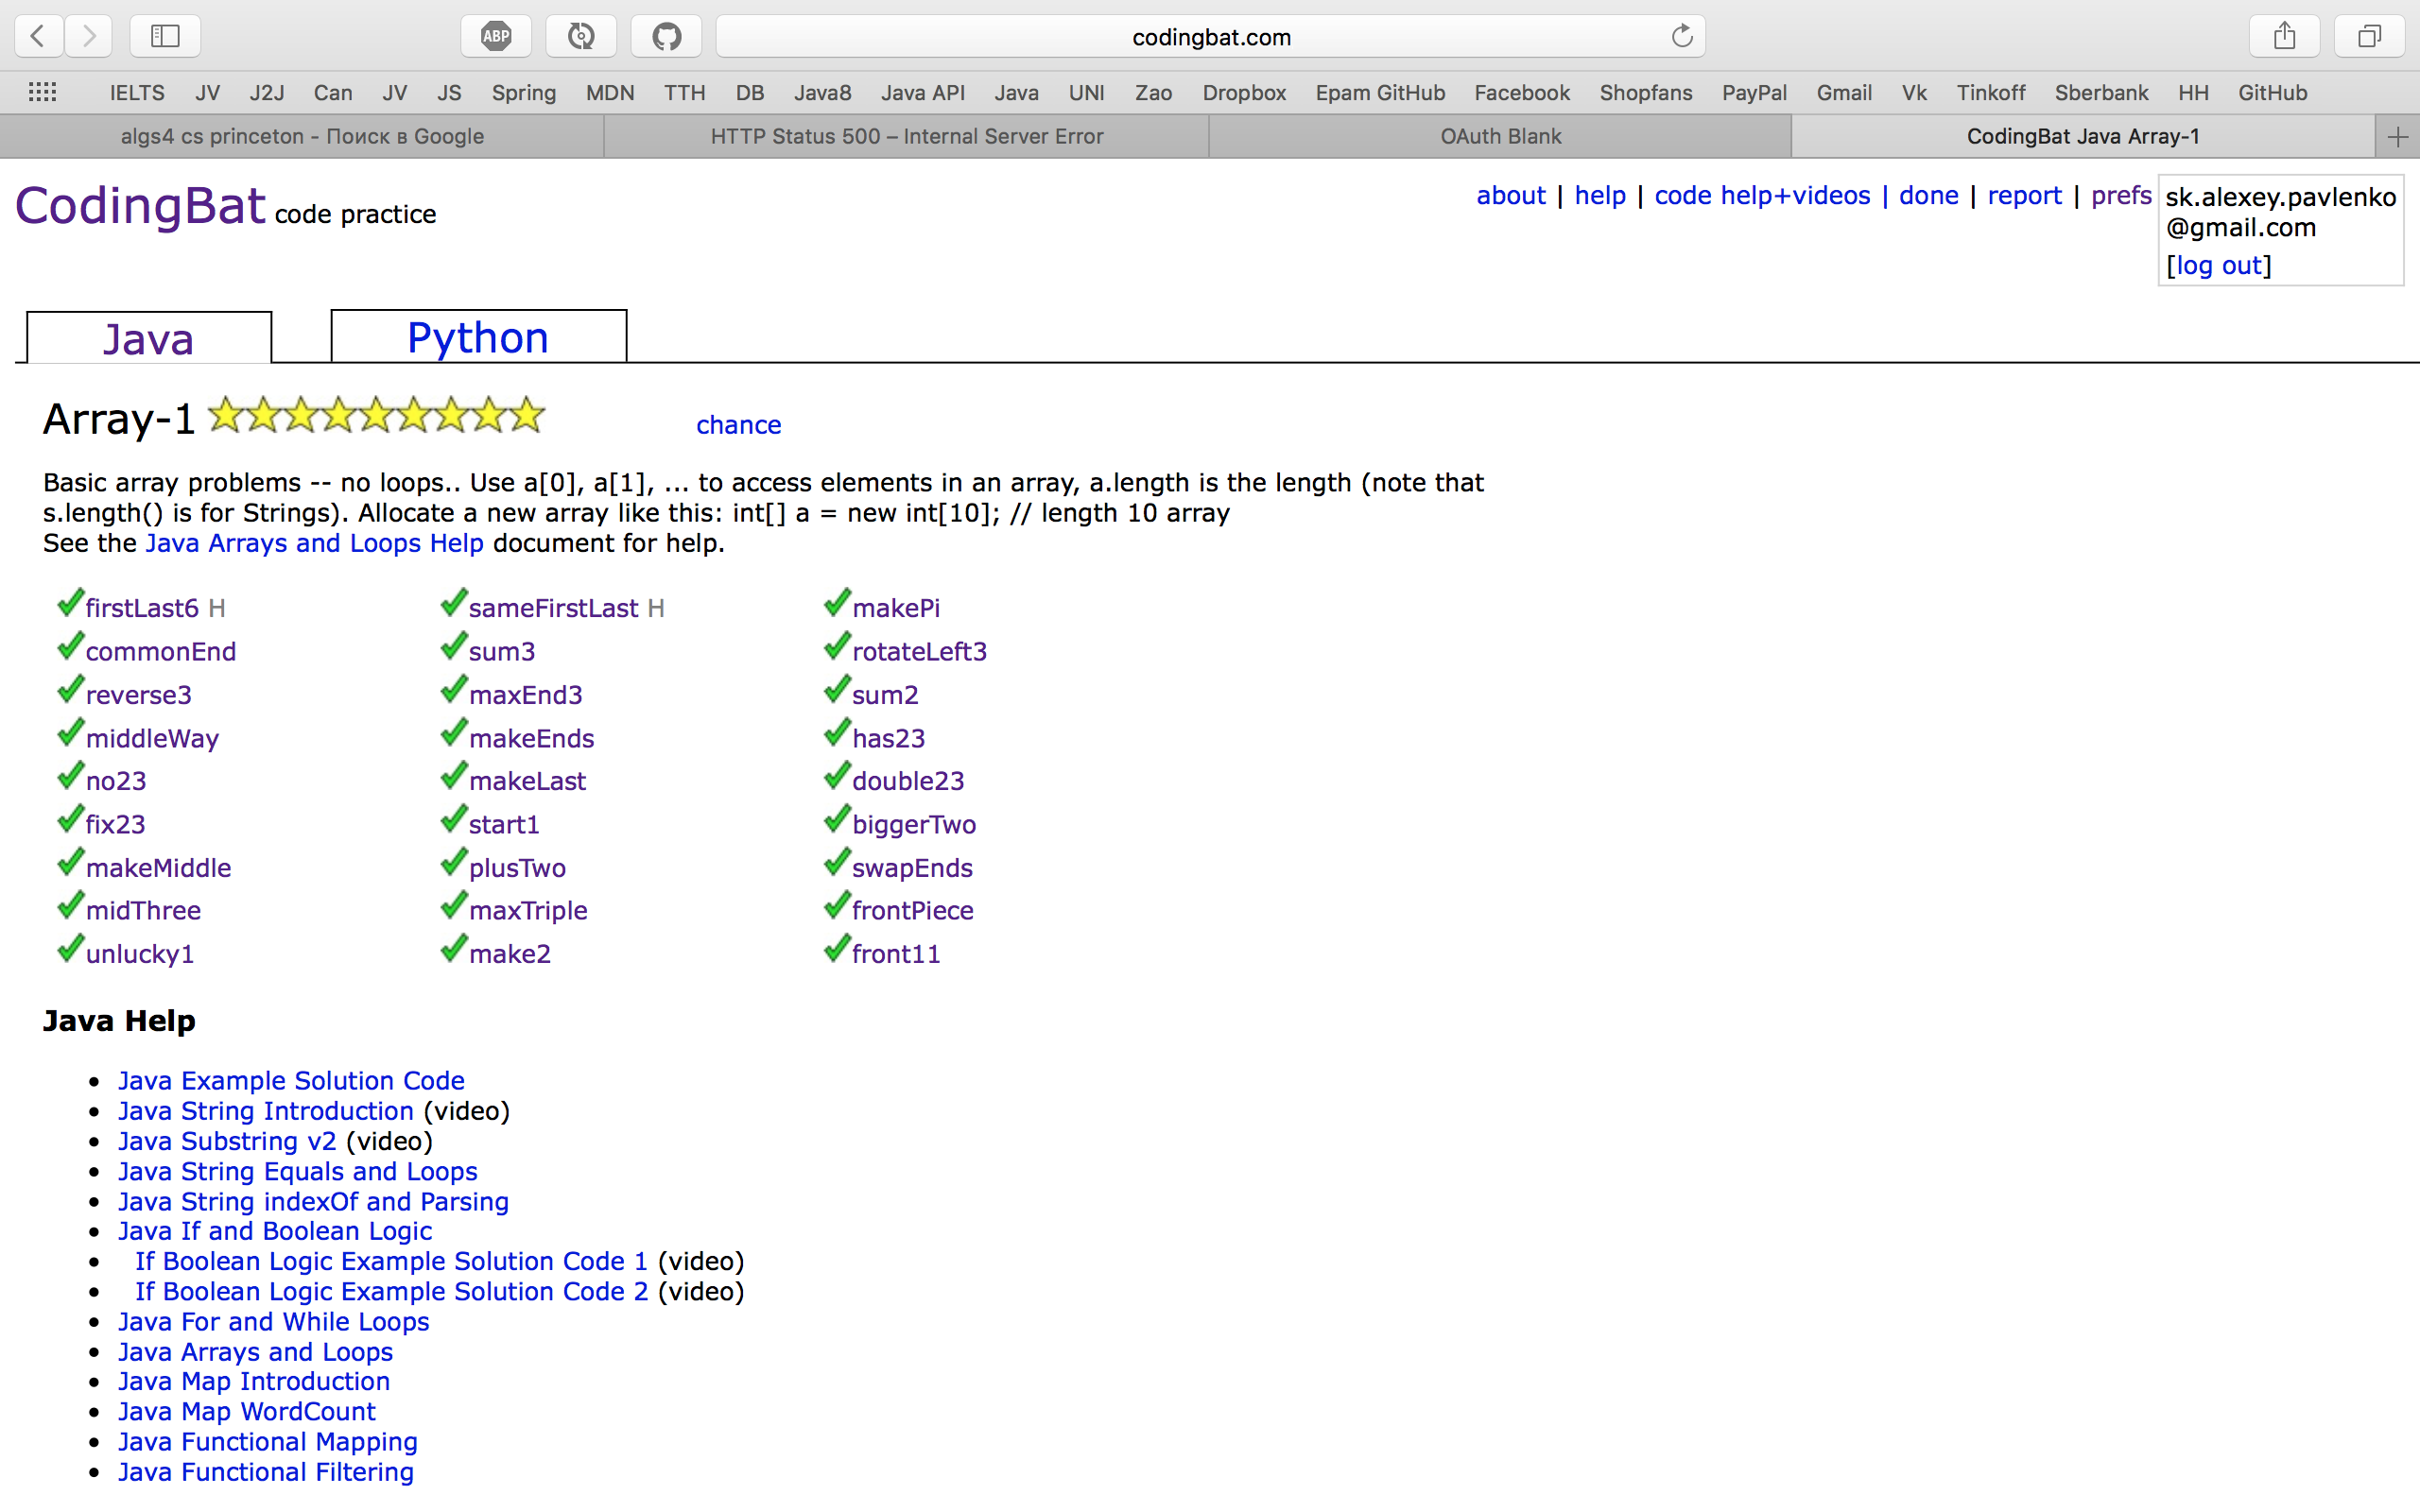 ABP codingbat.com
IELTS JV J2J Can JV JS Spring MDN TTH DB Java8 Java API Java UNI Zao Dropbox Epam GitHub Facebook Shopfans PayPal Gmail Vk Tinkoff Sberbank HH GitHub
algs4 cs princeton - Поиск в Google HTTP Status 500 – Internal Server Error OAuth Blank CodingBat Java Array-1
CodingBat code practice
about | help | code help+videos | done | report | prefs
sk.alexey.pavlenko
@gmail.com
[log out]
Java Python
Array-1 chance
Basic array problems -- no loops.. Use a[0], a[1], ... to access elements in an array, a.length is the length (note that
s.length() is for Strings). Allocate a new array like this: int[] a = new int[10]; // length 10 array
See the Java Arrays and Loops Help document for help.
firstLast6 H sameFirstLast H makePi
commonEnd sum3 rotateLeft3
reverse3 maxEnd3 sum2
middleWay makeEnds has23
no23 makeLast double23
fix23 start1 biggerTwo
makeMiddle plusTwo swapEnds
midThree maxTriple frontPiece
unlucky1 make2 front11
Java Help
• Java Example Solution Code
• Java String Introduction (video)
• Java Substring v2 (video)
• Java String Equals and Loops
• Java String indexOf and Parsing
• Java If and Boolean Logic
• If Boolean Logic Example Solution Code 1 (video)
• If Boolean Logic Example Solution Code 2 (video)
• Java For and While Loops
• Java Arrays and Loops
• Java Map Introduction
• Java Map WordCount
• Java Functional Mapping
• Java Functional Filtering